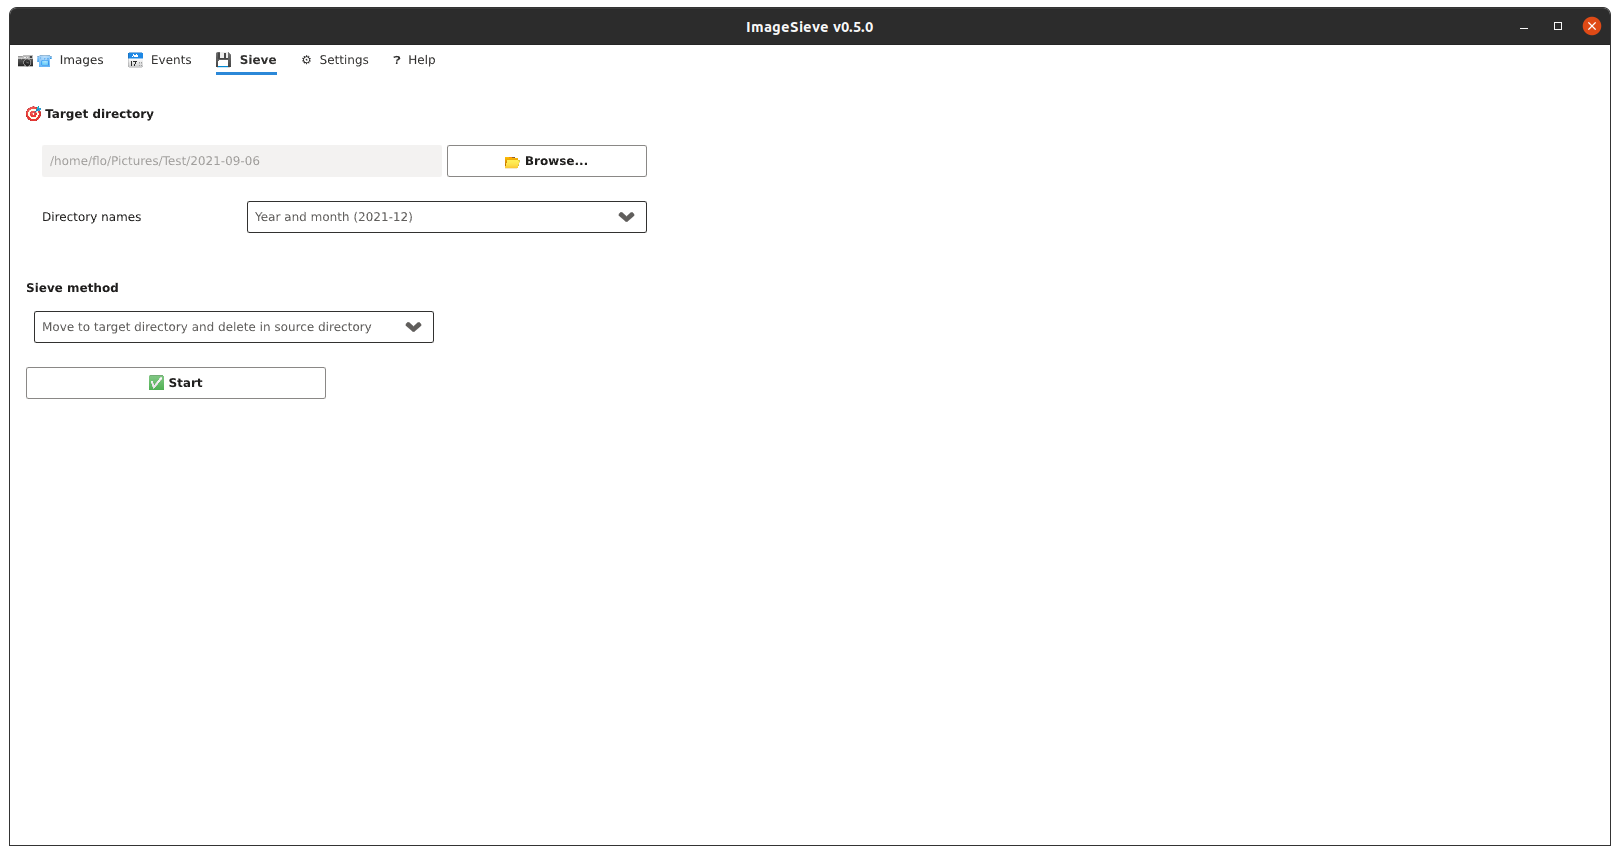 ImageSieve v0.5.0
Images Events Sieve Settings ? Help
Target directory
/home/flo/Pictures/Test/2021-09-06 Browse...
Directory names Year and month (2021-12)
Sieve method
Move to target directory and delete in source directory
Start